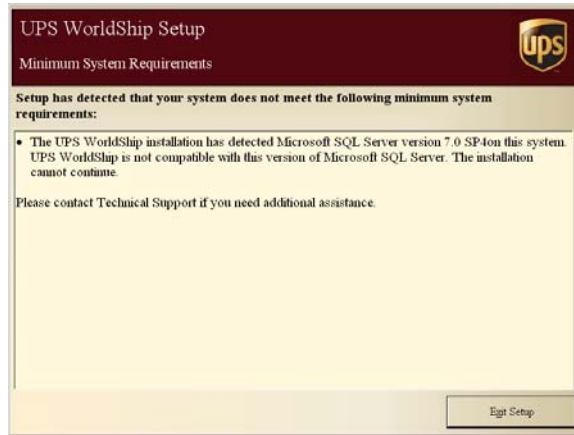 UPS WorldShip Setup
ups
Minimum System Requirements
Setup has detected that your system does not meet the following minimum system
requirements:
• The UPS WorldShip installation has detected Microsoft SQL Server version 7.0 SP4on this system.
UPS WorldShip is not compatible with this version of Microsoft SQL Server. The installation
cannot continue.
Please contact Technical Support if you need additional assistance.
Exit Setup